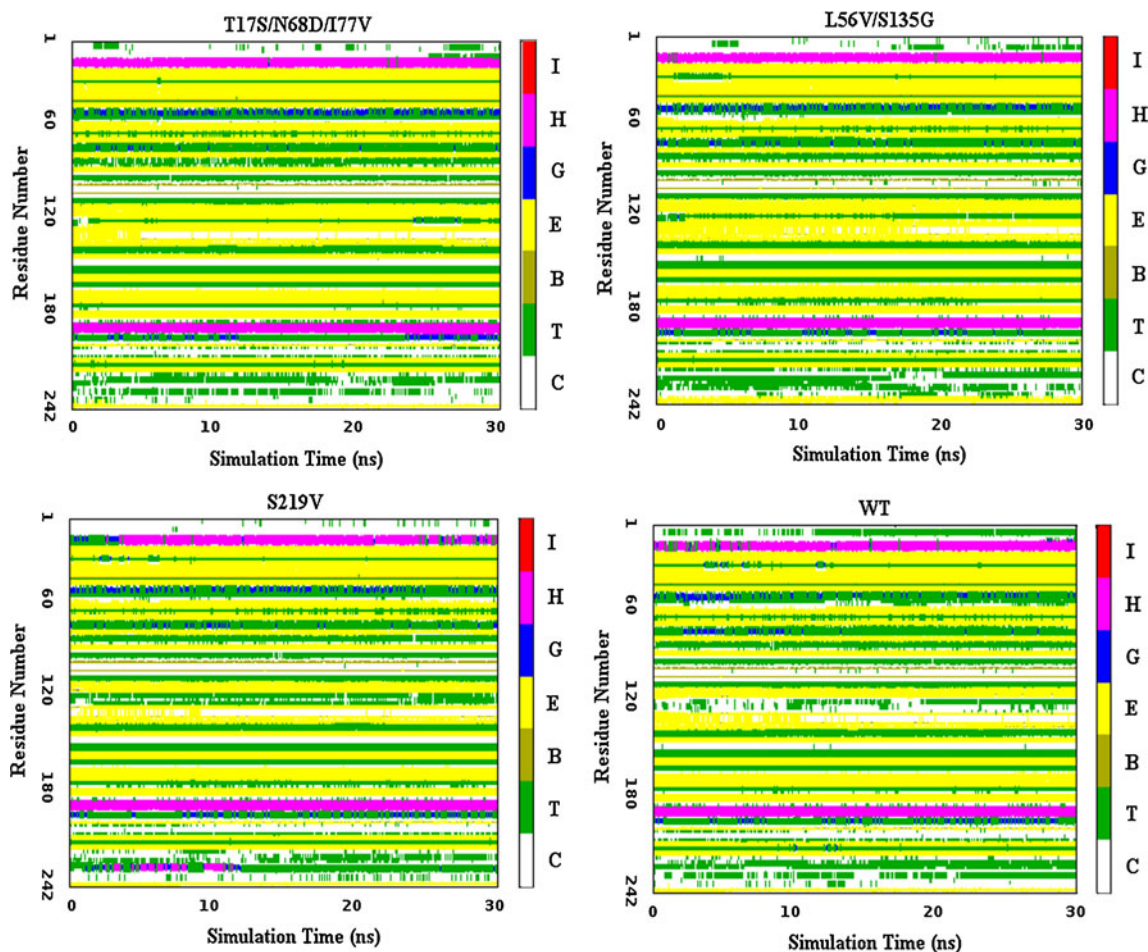 T17S/N68D/I77V
Residue Number
1
60
120
180
242
0
10
20
30
Simulation Time (ns)
I
H
G
E
B
T
C
L56V/S135G
Residue Number
1
60
120
180
242
0
10
20
30
Simulation Time (ns)
I
H
G
E
B
T
C
S219V
Residue Number
1
60
120
180
242
0
10
20
30
Simulation Time (ns)
I
H
G
E
B
T
C
WT
Residue Number
1
60
120
180
242
0
10
20
30
Simulation Time (ns)
I
H
G
E
B
T
C